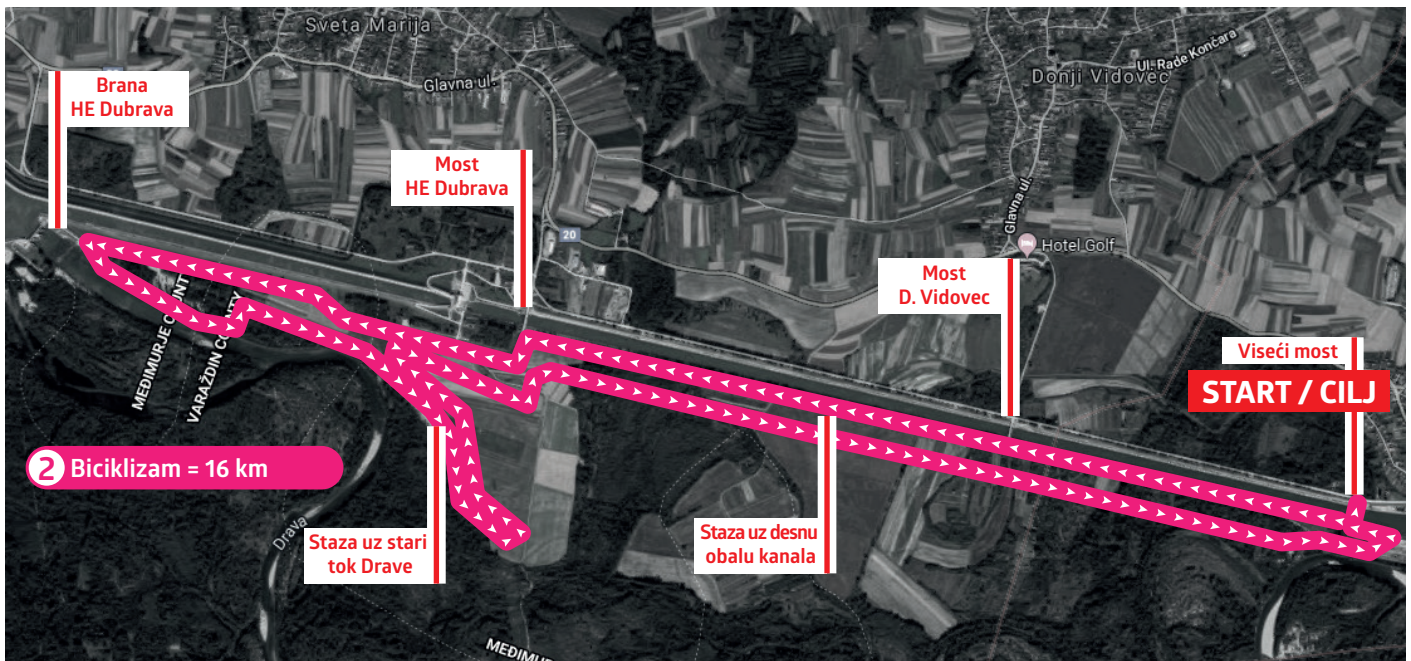 Sveta Marija
Glavna ul.
Ul. Rade Končara
Donji Vidovec
Brana
HE Dubrava
Most
HE Dubrava
20
Glavna ul.
Hotel Golf
Most
D. Vidovec
Viseći most
START / CILJ
MEĐIMURJE COUNT
VARAŽDIN COUNTY
2 Biciklizam = 16 km
Drava
Staza uz stari
tok Drave
Staza uz desnu
obalu kanala
MEĐIMUR